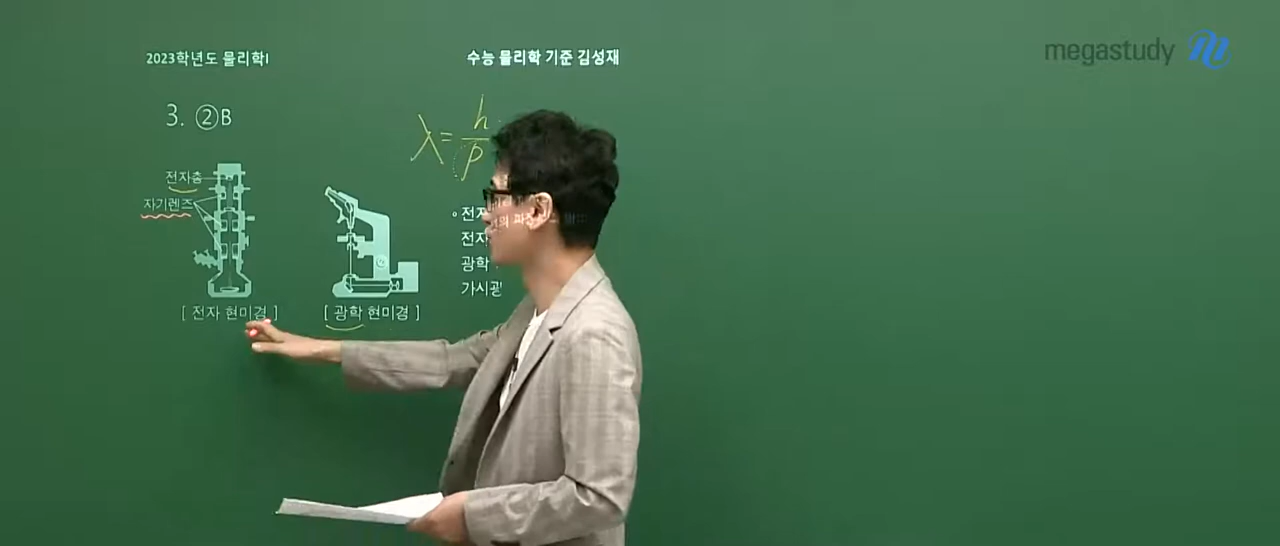 2023학년도 물리학I
수능 물리학 기준 김성재
megastudy
3. ②B
λ = h
p
전자총
자기렌즈
[ 전자 현미경 ]
[ 광학 현미경 ]
전자
전자
광학
가시광